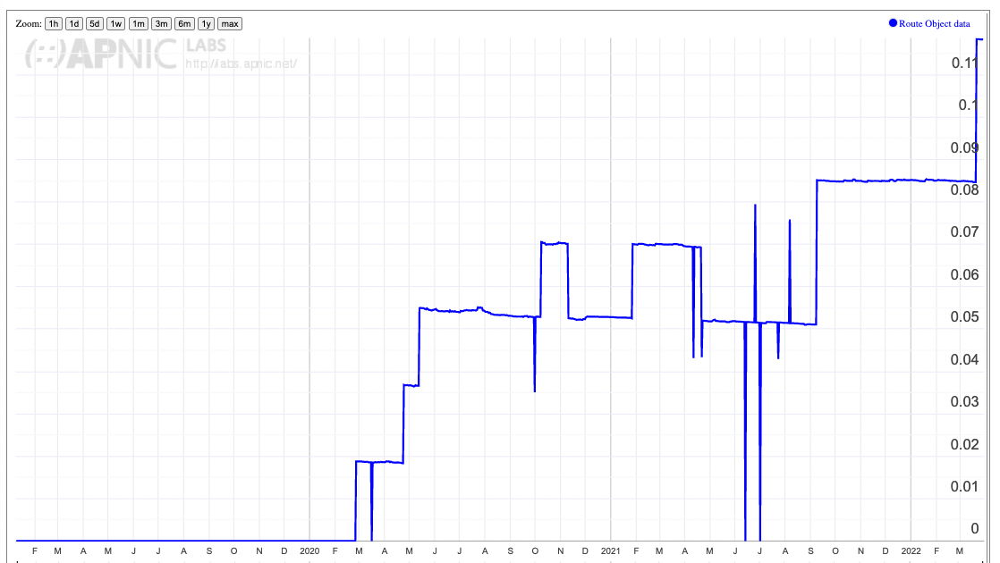 Zoom: 1h 1d 5d 1w 1m 3m 6m 1y max
Route Object data
(::)APNIC LABS
http://labs.apnic.net/
0.11
0.1
0.09
0.08
0.07
0.06
0.05
0.04
0.03
0.02
0.01
0
F M A M J J A S O N D 2020 F M A M J J A S O N D 2021 F M A M J J A S O N D 2022 F M